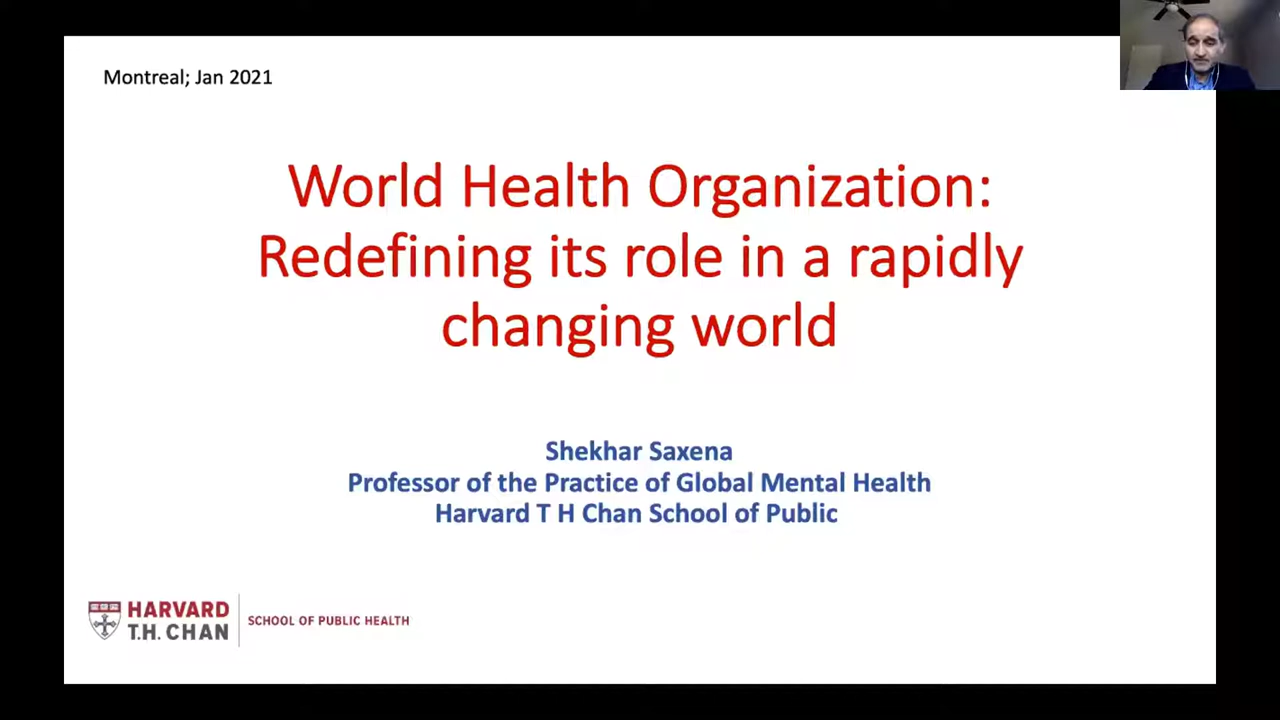 Montreal; Jan 2021
World Health Organization:
Redefining its role in a rapidly
changing world
Shekhar Saxena
Professor of the Practice of Global Mental Health
Harvard T H Chan School of Public
HARVARD
T.H. CHAN
SCHOOL OF PUBLIC HEALTH